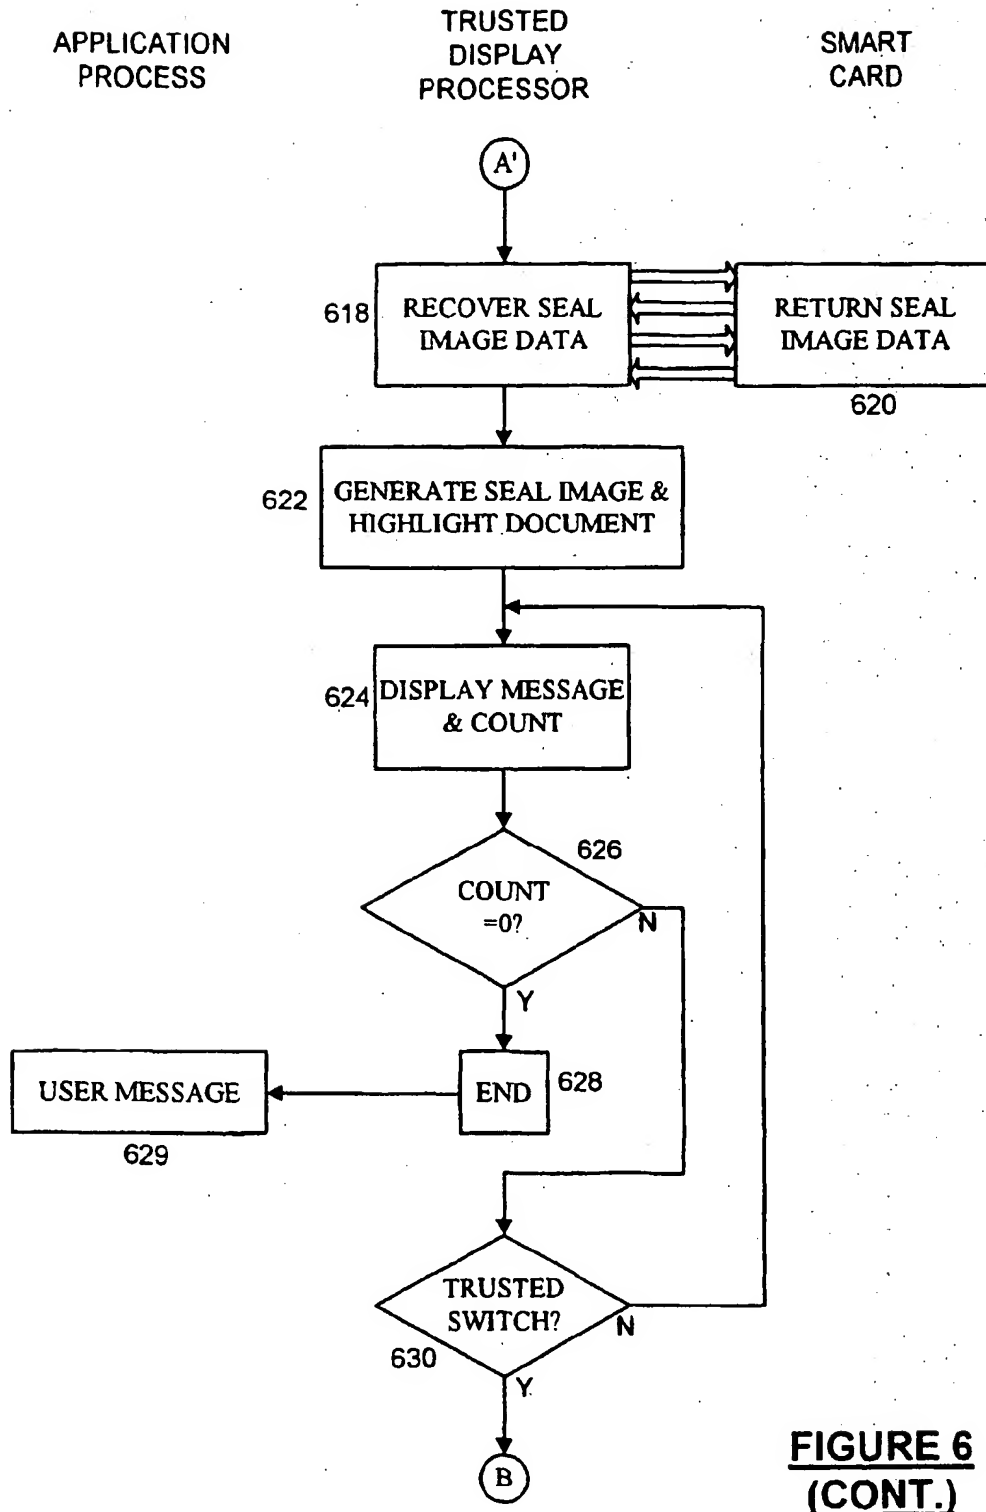 APPLICATION
PROCESS
TRUSTED
DISPLAY
PROCESSOR
SMART
CARD
A'
618
RECOVER SEAL
IMAGE DATA
RETURN SEAL
IMAGE DATA
620
622
GENERATE SEAL IMAGE &
HIGHLIGHT DOCUMENT
624
DISPLAY MESSAGE
& COUNT
626
COUNT
=0?
N
Y
USER MESSAGE
629
END
628
TRUSTED
SWITCH?
N
630
Y
B
FIGURE 6
(CONT.)